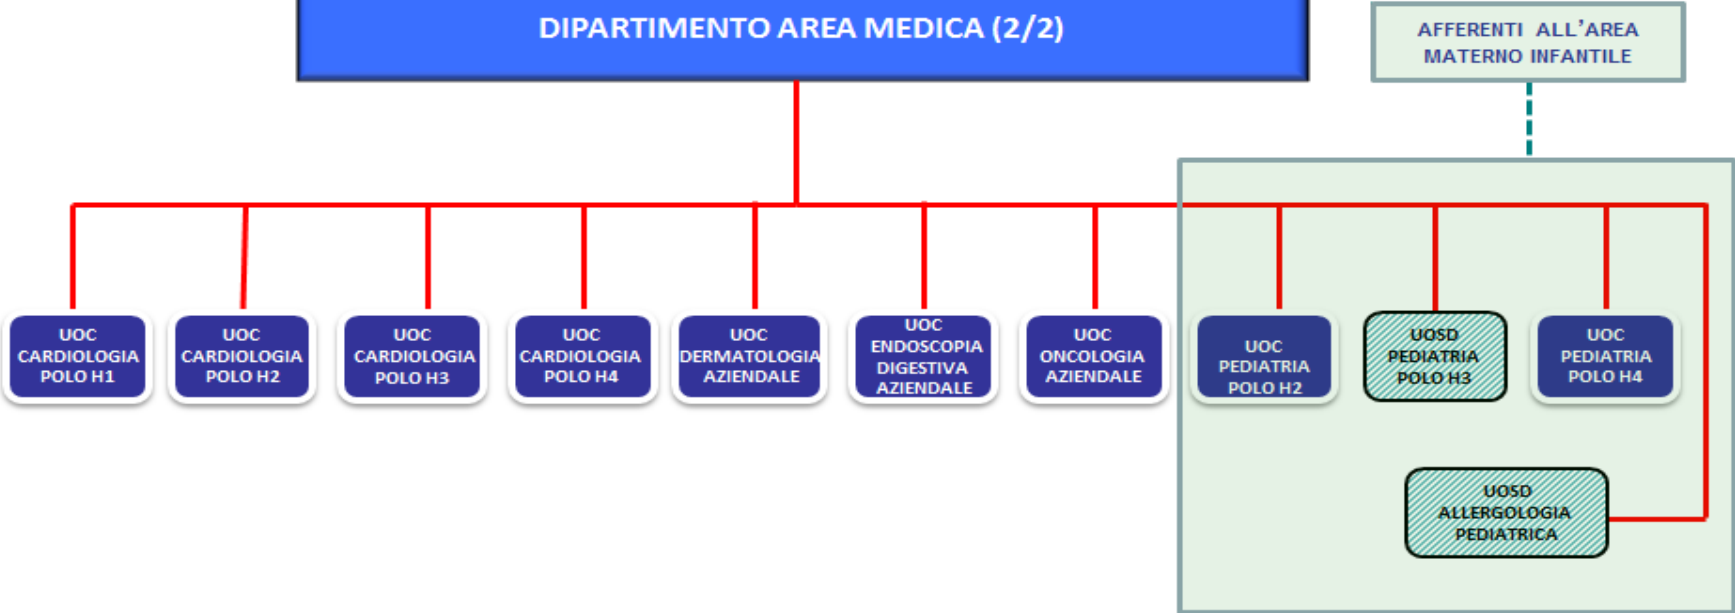 DIPARTIMENTO AREA MEDICA (2/2)
AFFERENTI ALL'AREA
MATERNO INFANTILE
UOC
CARDIOLOGIA
POLO H1
UOC
CARDIOLOGIA
POLO H2
UOC
CARDIOLOGIA
POLO H3
UOC
CARDIOLOGIA
POLO H4
UOC
DERMATOLOGIA
AZIENDALE
UOC
ENDOSCOPIA
DIGESTIVA
AZIENDALE
UOC
ONCOLOGIA
AZIENDALE
UOC
PEDIATRIA
POLO H2
UOSD
PEDIATRIA
POLO H3
UOC
PEDIATRIA
POLO H4
UOSD
ALLERGOLOGIA
PEDIATRICA